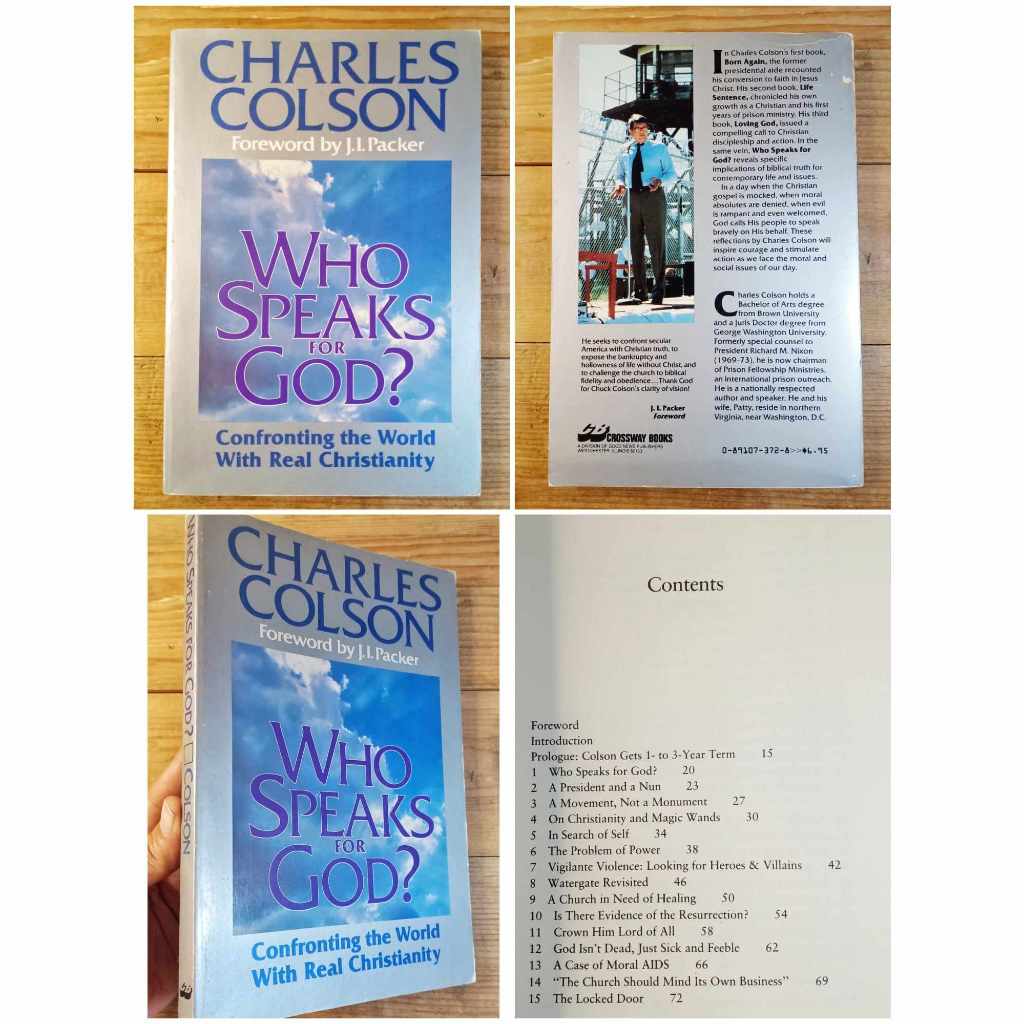 CHARLES
COLSON
Foreword by J.I. Packer
WHO
SPEAKS
FOR
GOD?
Confronting the World
With Real Christianity
In Charles Colson's first book,
Born Again, the former
presidential aide recounted
his conversion to faith in Jesus
Christ. His second book, Life
Sentence, chronicled his own
growth as a Christian and his first
years of prison ministry. His third
book, Loving God, issued a
compelling call to Christian
discipleship and action. In the
same vein, Who Speaks for
God? reveals specific
implications of biblical truth for
contemporary life and issues.
In a day when the Christian
gospel is mocked, when moral
absolutes are denied, when evil
is rampant and even welcomed,
God calls His people to speak
bravely on His behalf. These
reflections by Charles Colson will
inspire courage and stimulate
action as we face the moral and
social issues of our day.
Charles Colson holds a
Bachelor of Arts degree
from Brown University
and a Juris Doctor degree from
George Washington University.
Formerly special counsel to
President Richard M. Nixon
(1969-73), he is now chairman
of Prison Fellowship Ministries,
an international prison outreach.
He is a nationally respected
author and speaker. He and his
wife, Patty, reside in northern
Virginia, near Washington, D.C.
He seeks to confront secular
America with Christian truth, to
expose the bankruptcy and
hollowness of life without Christ, and
to challenge the church to biblical
fidelity and obedience... Thank God
for Chuck Colson's clarity of vision!
J. I. Packer
Foreword
CROSSWAY BOOKS
A DIVISION OF GOOD NEWS PUBLISHERS
WESTCHESTER, ILLINOIS 60153
0-89107-372-8>>$6.95
WHO SPEAKS FOR GOD? COLSON
CHARLES
COLSON
Foreword by J.I. Packer
WHO
SPEAKS
FOR
GOD?
Confronting the World
With Real Christianity
Contents
Foreword
Introduction
Prologue: Colson Gets 1- to 3-Year Term 15
1 Who Speaks for God? 20
2 A President and a Nun 23
3 A Movement, Not a Monument 27
4 On Christianity and Magic Wands 30
5 In Search of Self 34
6 The Problem of Power 38
7 Vigilante Violence: Looking for Heroes & Villains 42
8 Watergate Revisited 46
9 A Church in Need of Healing 50
10 Is There Evidence of the Resurrection? 54
11 Crown Him Lord of All 58
12 God Isn't Dead, Just Sick and Feeble 62
13 A Case of Moral AIDS 66
14 "The Church Should Mind Its Own Business" 69
15 The Locked Door 72